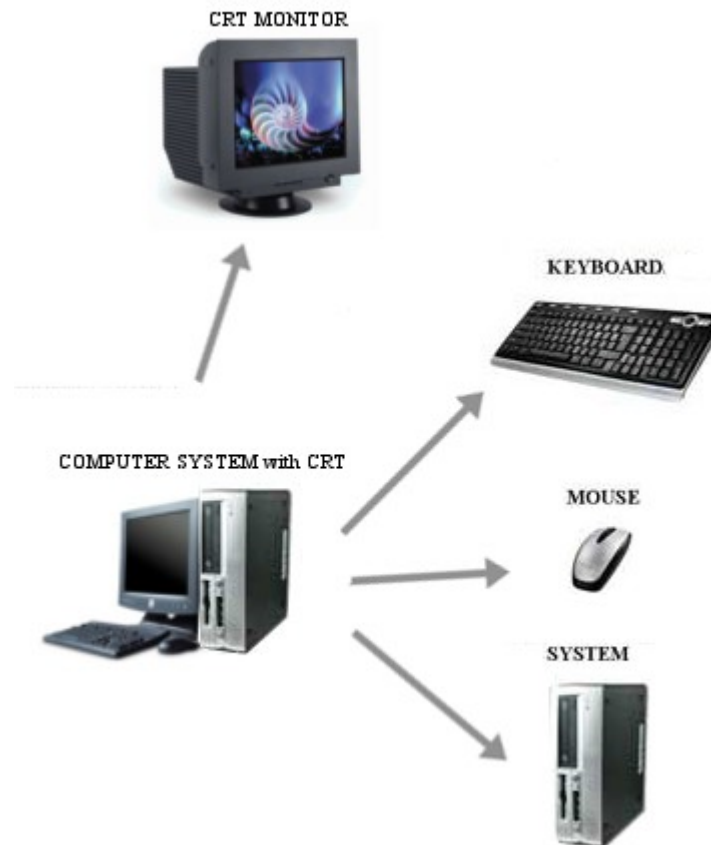 CRT MONITOR
KEYBOARD
COMPUTER SYSTEM with CRT
MOUSE
SYSTEM